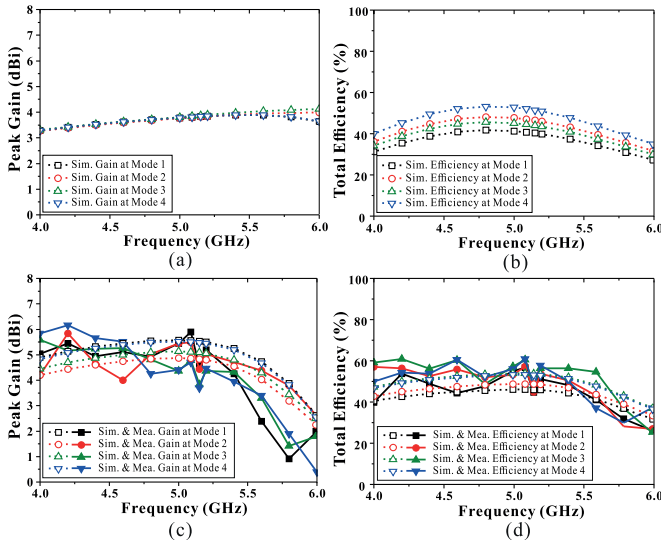 8
7
6
5
4
3
2
1
0
Peak Gain (dBi)
Sim. Gain at Mode 1
Sim. Gain at Mode 2
Sim. Gain at Mode 3
Sim. Gain at Mode 4
4.0 4.5 5.0 5.5 6.0
Frequency (GHz)
(a)
100
80
60
40
20
0
Total Efficiency (%)
Sim. Efficiency at Mode 1
Sim. Efficiency at Mode 2
Sim. Efficiency at Mode 3
Sim. Efficiency at Mode 4
4.0 4.5 5.0 5.5 6.0
Frequency (GHz)
(b)
8
7
6
5
4
3
2
1
0
Peak Gain (dBi)
Sim. & Mea. Gain at Mode 1
Sim. & Mea. Gain at Mode 2
Sim. & Mea. Gain at Mode 3
Sim. & Mea. Gain at Mode 4
4.0 4.5 5.0 5.5 6.0
Frequency (GHz)
(c)
100
80
60
40
20
0
Total Efficiency (%)
Sim. & Mea. Efficiency at Mode 1
Sim. & Mea. Efficiency at Mode 2
Sim. & Mea. Efficiency at Mode 3
Sim. & Mea. Efficiency at Mode 4
4.0 4.5 5.0 5.5 6.0
Frequency (GHz)
(d)